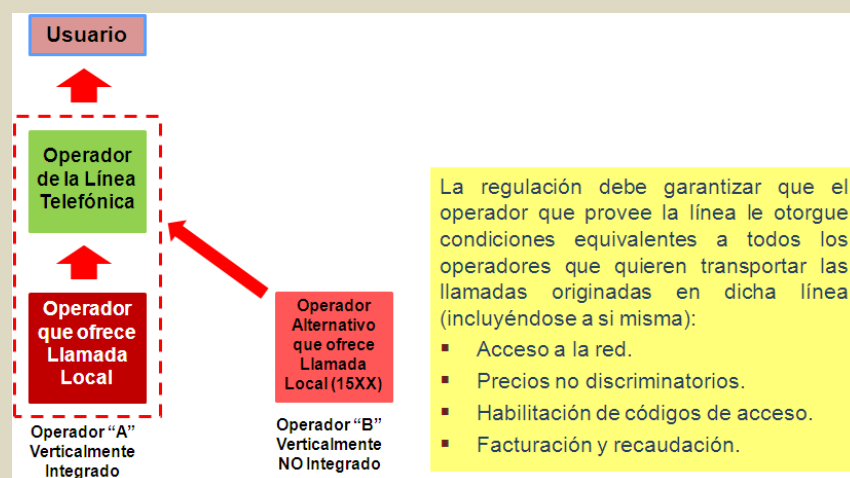 Usuario
Operador
de la Línea
Telefónica
Operador
que ofrece
Llamada
Local
Operador “A”
Verticalmente
Integrado
Operador
Alternativo
que ofrece
Llamada
Local (15XX)
Operador “B”
Verticalmente
NO Integrado
La regulación debe garantizar que el
operador que provee la línea le otorgue
condiciones equivalentes a todos los
operadores que quieren transportar las
llamadas originadas en dicha línea
(incluyéndose a si misma):
▪ Acceso a la red.
▪ Precios no discriminatorios.
▪ Habilitación de códigos de acceso.
▪ Facturación y recaudación.